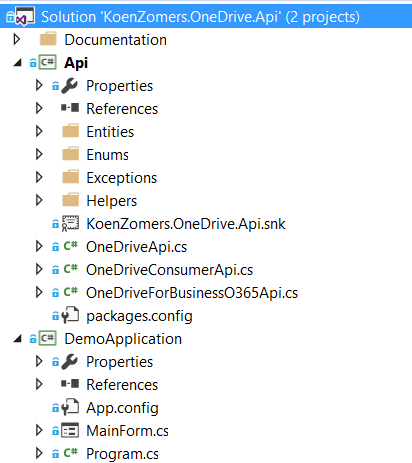 Solution 'KoenZomers.OneDrive.Api' (2 projects)
Documentation
C# Api
Properties
References
Entities
Enums
Exceptions
Helpers
KoenZomers.OneDrive.Api.snk
C# OneDriveApi.cs
C# OneDriveConsumerApi.cs
C# OneDriveForBusinessO365Api.cs
packages.config
C# DemoApplication
Properties
References
App.config
MainForm.cs
C# Program.cs